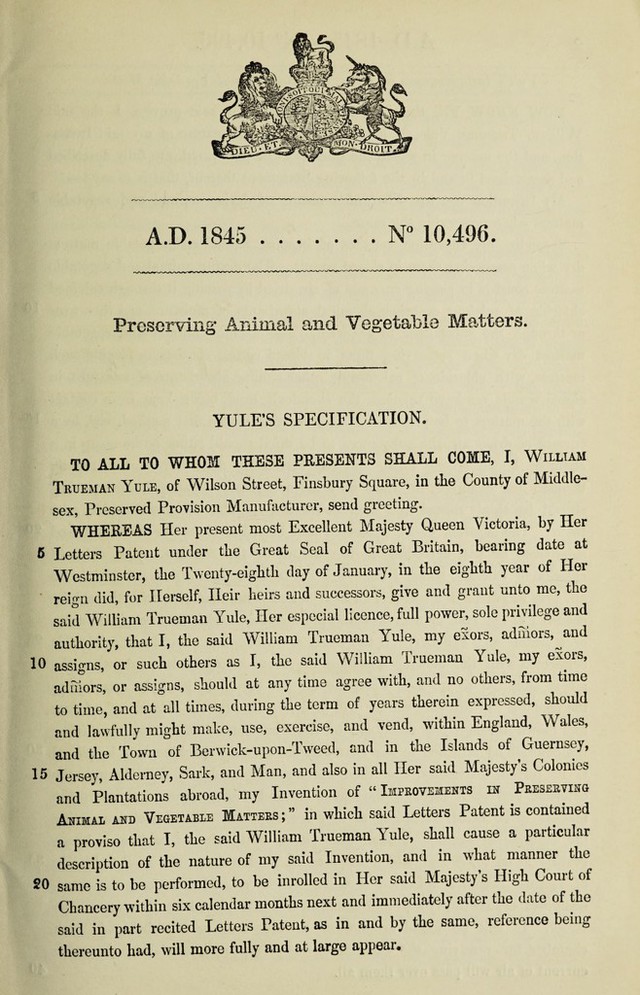 DIEU·ET MON·DROIT.
A.D. 1845 . . . . . . . Nº 10,496.
Preserving Animal and Vegetable Matters.
YULE'S SPECIFICATION.
TO ALL TO WHOM THESE PRESENTS SHALL COME, I, WILLIAM
TRUEMAN YULE, of Wilson Street, Finsbury Square, in the County of Middle-
sex, Preserved Provision Manufacturer, send greeting.
WHEREAS Her present most Excellent Majesty Queen Victoria, by Her
5 Letters Patent under the Great Seal of Great Britain, bearing date at
Westminster, the Twenty-eighth day of January, in the eighth year of Her
reign did, for Herself, Heir heirs and successors, give and grant unto me, the
said William Trueman Yule, Her especial licence, full power, sole privilege and
authority, that I, the said William Trueman Yule, my exõrs, adm̃ors, and
10 assigns, or such others as I, the said William Trueman Yule, my exõrs,
adm̃ors, or assigns, should at any time agree with, and no others, from time
to time, and at all times, during the term of years therein expressed, should
and lawfully might make, use, exercise, and vend, within England, Wales,
and the Town of Berwick-upon-Tweed, and in the Islands of Guernsey,
15 Jersey, Alderney, Sark, and Man, and also in all Her said Majesty's Colonies
and Plantations abroad, my Invention of "IMPROVEMENTS IN PRESERVING
ANIMAL AND VEGETABLE MATTERS;" in which said Letters Patent is contained
a proviso that I, the said William Trueman Yule, shall cause a particular
description of the nature of my said Invention, and in what manner the
20 same is to be performed, to be inrolled in Her said Majesty's High Court of
Chancery within six calendar months next and immediately after the date of the
said in part recited Letters Patent, as in and by the same, reference being
thereunto had, will more fully and at large appear.